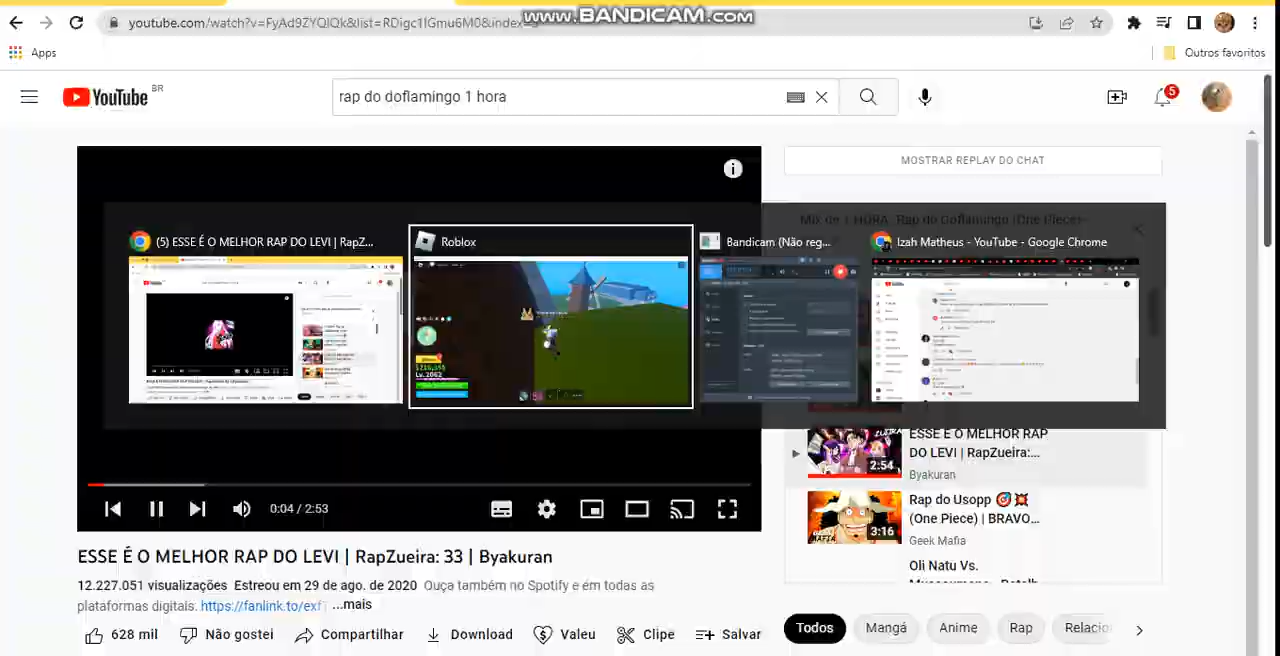 www.BANDICAM.com
youtube.com/watch?v=FyAd9ZYQlQk&list=RDigc1lGmu6M0&index=
Apps
Outros favoritos
YouTube BR
rap do doflamingo 1 hora
5
MOSTRAR REPLAY DO CHAT
Mix de 1 HORA: Rap do Doflamingo (One Piece)
(5) ESSE É O MELHOR RAP DO LEVI | RapZ...
Roblox
Bandicam (Não reg...
Izah Matheus - YouTube - Google Chrome
Lv. 2062
ESSE É O MELHOR RAP
DO LEVI | RapZueira:...
2:54
Byakuran
0:04 / 2:53
Rap do Usopp 🎯💥
(One Piece) | BRAVO...
3:16
Geek Mafia
Oli Natu Vs.
ESSE É O MELHOR RAP DO LEVI | RapZueira: 33 | Byakuran
12.227.051 visualizações Estreou em 29 de ago. de 2020 Ouça também no Spotify e em todas as
plataformas digitais. https://fanlink.to/exf ...mais
628 mil Não gostei Compartilhar Download Valeu Clipe Salvar
Todos Mangá Anime Rap Relacio